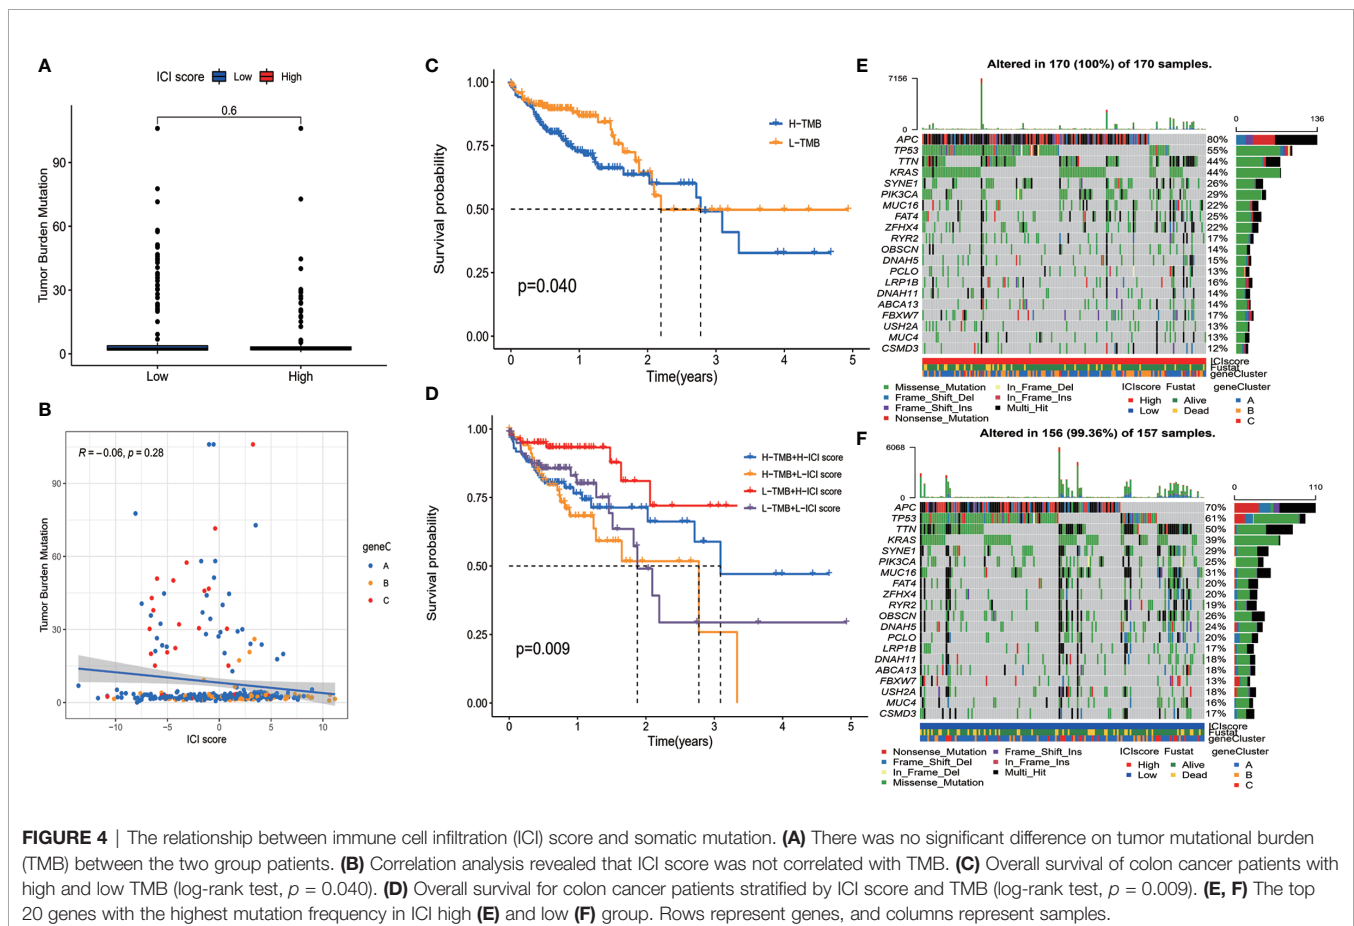 A
ICI score Low High
0.6
Tumor Burden Mutation
90
60
30
0
Low High
B
R = −0.06, p = 0.28
Tumor Burden Mutation
90
60
30
0
−10 −5 0 5 10
ICI score
geneC
A
B
C
C
Survival probability
1.00
0.75
0.50
0.25
0.00
H−TMB
L−TMB
p=0.040
0 1 2 3 4 5
Time(years)
D
Survival probability
1.00
0.75
0.50
0.25
0.00
H−TMB+H−ICI score
H−TMB+L−ICI score
L−TMB+H−ICI score
L−TMB+L−ICI score
p=0.009
0 1 2 3 4 5
Time(years)
E
Altered in 170 (100%) of 170 samples.
7156
0
0 136
APC 80%
TP53 55%
TTN 44%
KRAS 44%
SYNE1 26%
PIK3CA 29%
MUC16 22%
FAT4 25%
ZFHX4 22%
RYR2 17%
OBSCN 14%
DNAH5 15%
PCLO 13%
LRP1B 16%
DNAH11 14%
ABCA13 14%
FBXW7 17%
USH2A 13%
MUC4 13%
CSMD3 12%
ICIscore
Fustat
geneCluster
Missense_Mutation In_Frame_Del ICIscore Fustat geneCluster
Frame_Shift_Del In_Frame_Ins High Alive A
Frame_Shift_Ins Multi_Hit Low Dead B
Nonsense_Mutation C
F
Altered in 156 (99.36%) of 157 samples.
6068
0
0 110
APC 70%
TP53 61%
TTN 50%
KRAS 39%
SYNE1 29%
PIK3CA 25%
MUC16 31%
FAT4 20%
ZFHX4 20%
RYR2 19%
OBSCN 26%
DNAH5 24%
PCLO 20%
LRP1B 17%
DNAH11 18%
ABCA13 18%
FBXW7 13%
USH2A 18%
MUC4 16%
CSMD3 17%
ICIscore
Fustat
geneCluster
Nonsense_Mutation Frame_Shift_Ins ICIscore Fustat geneCluster
Frame_Shift_Del In_Frame_Ins High Alive A
In_Frame_Del Multi_Hit Low Dead B
Missense_Mutation C
FIGURE 4 | The relationship between immune cell infiltration (ICI) score and somatic mutation. (A) There was no significant difference on tumor mutational burden
(TMB) between the two group patients. (B) Correlation analysis revealed that ICI score was not correlated with TMB. (C) Overall survival of colon cancer patients with
high and low TMB (log-rank test, p = 0.040). (D) Overall survival for colon cancer patients stratified by ICI score and TMB (log-rank test, p = 0.009). (E, F) The top
20 genes with the highest mutation frequency in ICI high (E) and low (F) group. Rows represent genes, and columns represent samples.